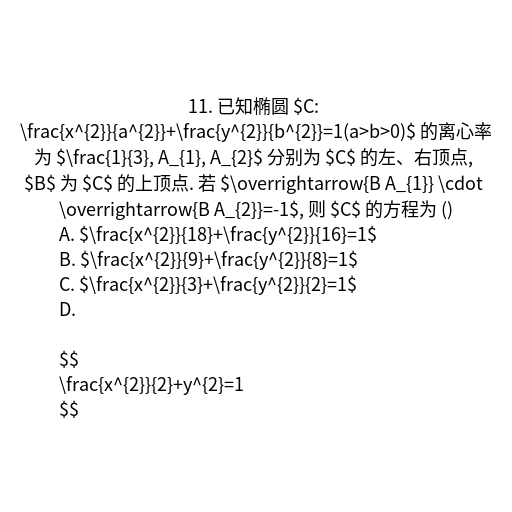 11. 已知椭圆 $C:
\frac{x^{2}}{a^{2}}+\frac{y^{2}}{b^{2}}=1(a>b>0)$ 的离心率
为 $\frac{1}{3}, A_{1}, A_{2}$ 分别为 $C$ 的左、右顶点,
$B$ 为 $C$ 的上顶点. 若 $\overrightarrow{B A_{1}} \cdot
\overrightarrow{B A_{2}}=-1$, 则 $C$ 的方程为 ()
A. $\frac{x^{2}}{18}+\frac{y^{2}}{16}=1$
B. $\frac{x^{2}}{9}+\frac{y^{2}}{8}=1$
C. $\frac{x^{2}}{3}+\frac{y^{2}}{2}=1$
D.
$$
\frac{x^{2}}{2}+y^{2}=1
$$